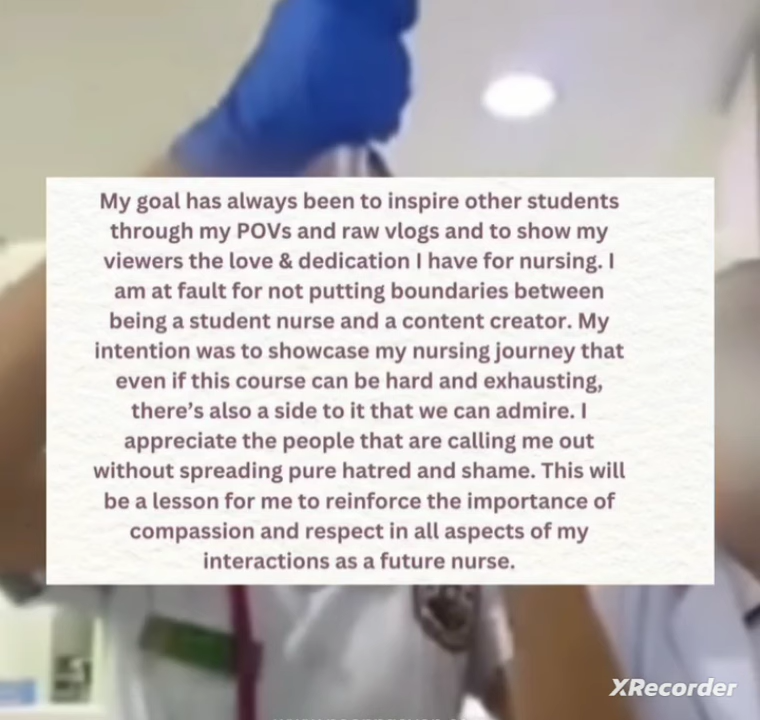 My goal has always been to inspire other students
through my POVs and raw vlogs and to show my
viewers the love & dedication I have for nursing. I
am at fault for not putting boundaries between
being a student nurse and a content creator. My
intention was to showcase my nursing journey that
even if this course can be hard and exhausting,
there's also a side to it that we can admire. I
appreciate the people that are calling me out
without spreading pure hatred and shame. This will
be a lesson for me to reinforce the importance of
compassion and respect in all aspects of my
interactions as a future nurse.
XRecorder